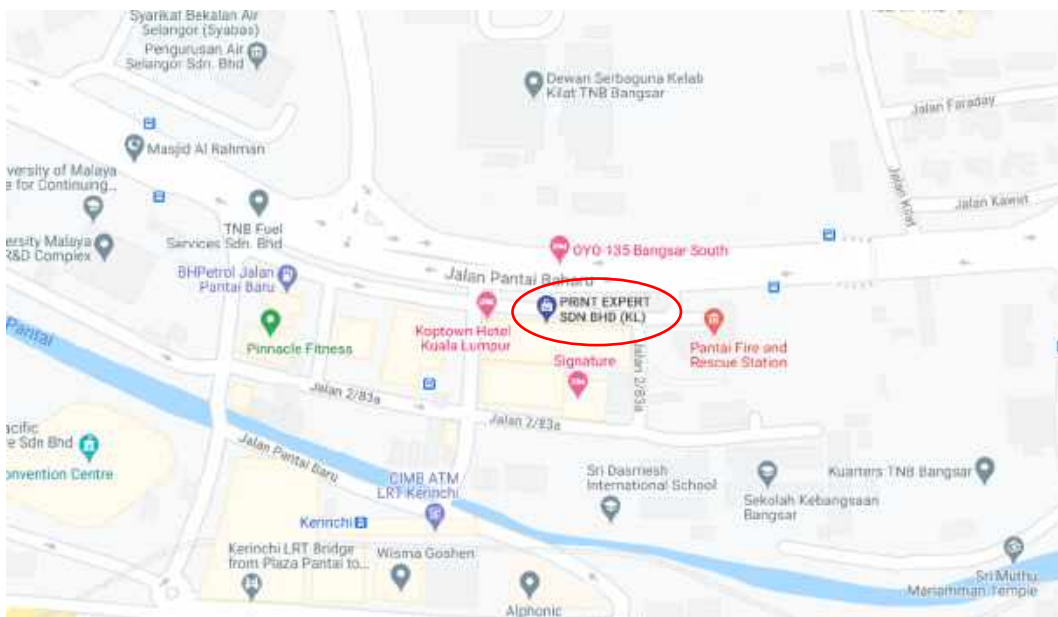 Syarikat Bekalan Air
Selangor (Syabas)
Pengurusan Air
Selangor Sdn. Bhd
Dewan Serbaguna Kelab
Kilat TNB Bangsar
Jalan Faraday
Masjid Al Rahman
versity of Malaya
e for Continuing...
Jalan Kilat
Jalan Kawat
TNB Fuel
Services Sdn. Bhd
ersity Malaya
R&D Complex
OYO 135 Bangsar South
BHPetrol Jalan
Pantai Baru
Jalan Pantai Baharu
PRINT EXPERT
SDN BHD (KL)
Koptown Hotel
Kuala Lumpur
Pantai
Pinnacle Fitness
Signature
Pantai Fire and
Rescue Station
Jalan 2/83a
Jalan 2/83a
Jalan 2/83a
acific
e Sdn Bhd
onvention Centre
Jalan Pantai Baru
CIMB ATM
LRT Kerinchi
Sri Dasmesh
International School
Sekolah Kebangsaan
Bangsar
Kuarters TNB Bangsar
Kerinchi
Kerinchi LRT Bridge
from Plaza Pantai to...
Wisma Goshen
Alphonic
Sri Muthu
Mariamman Temple